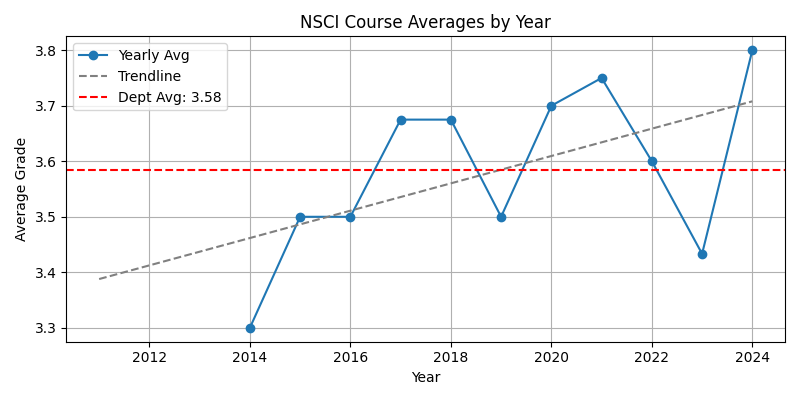 NSCI Course Averages by Year
Yearly Avg
Trendline
Dept Avg: 3.58
Average Grade
3.8
3.7
3.6
3.5
3.4
3.3
2012 2014 2016 2018 2020 2022 2024
Year